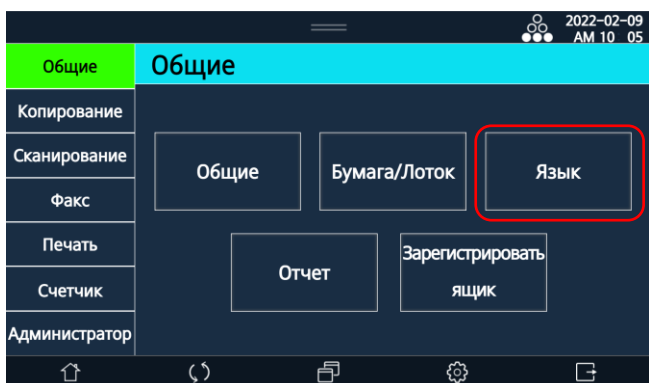 2022-02-09
AM 10 05
Общие
Общие
Копирование
Сканирование
Факс
Печать
Счетчик
Администратор
Общие
Бумага/Лоток
Язык
Отчет
Зарегистрировать
ящик